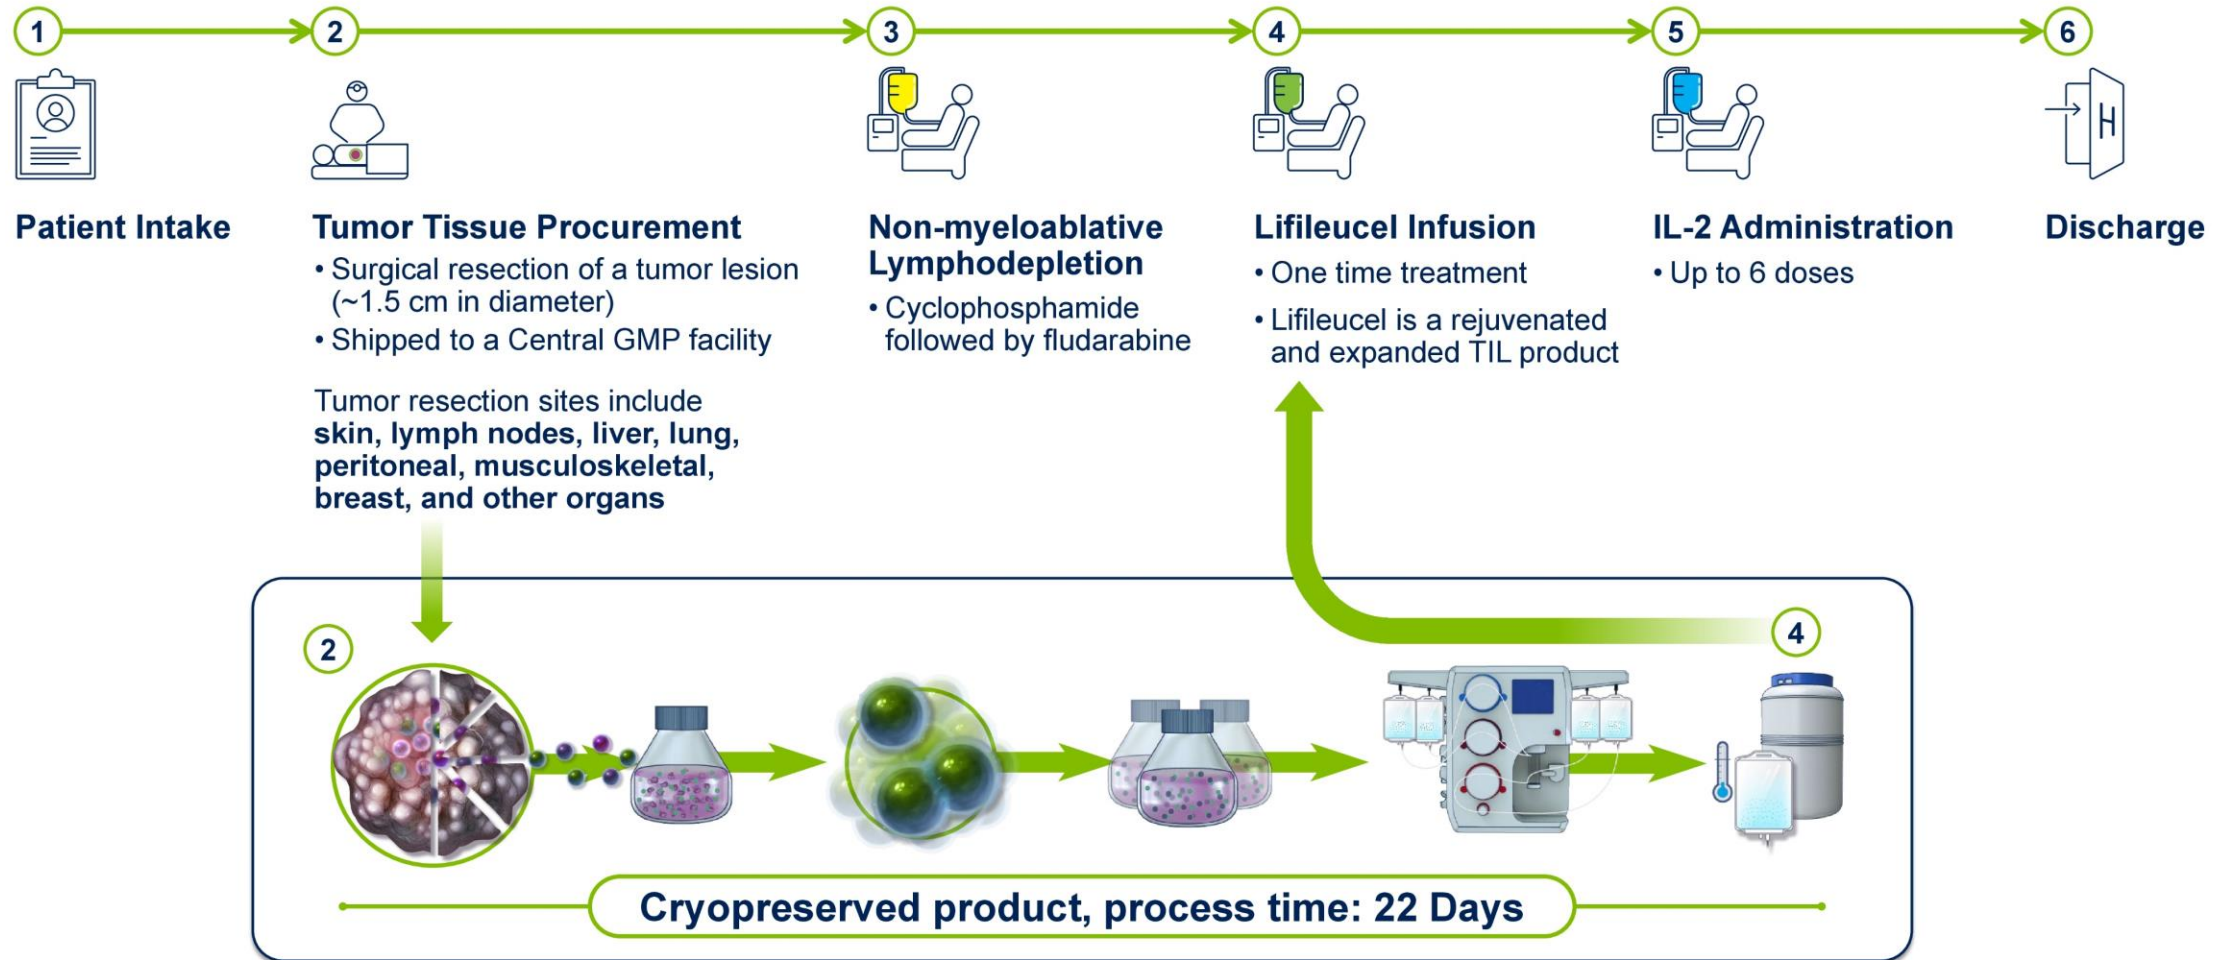 1
2
3
4
5
6
Patient Intake
Tumor Tissue Procurement
• Surgical resection of a tumor lesion
(~1.5 cm in diameter)
• Shipped to a Central GMP facility
Tumor resection sites include
skin, lymph nodes, liver, lung,
peritoneal, musculoskeletal,
breast, and other organs
Non-myeloablative
Lymphodepletion
• Cyclophosphamide
followed by fludarabine
Lifileucel Infusion
• One time treatment
• Lifileucel is a rejuvenated
and expanded TIL product
IL-2 Administration
• Up to 6 doses
H
Discharge
2
4
Cryopreserved product, process time: 22 Days